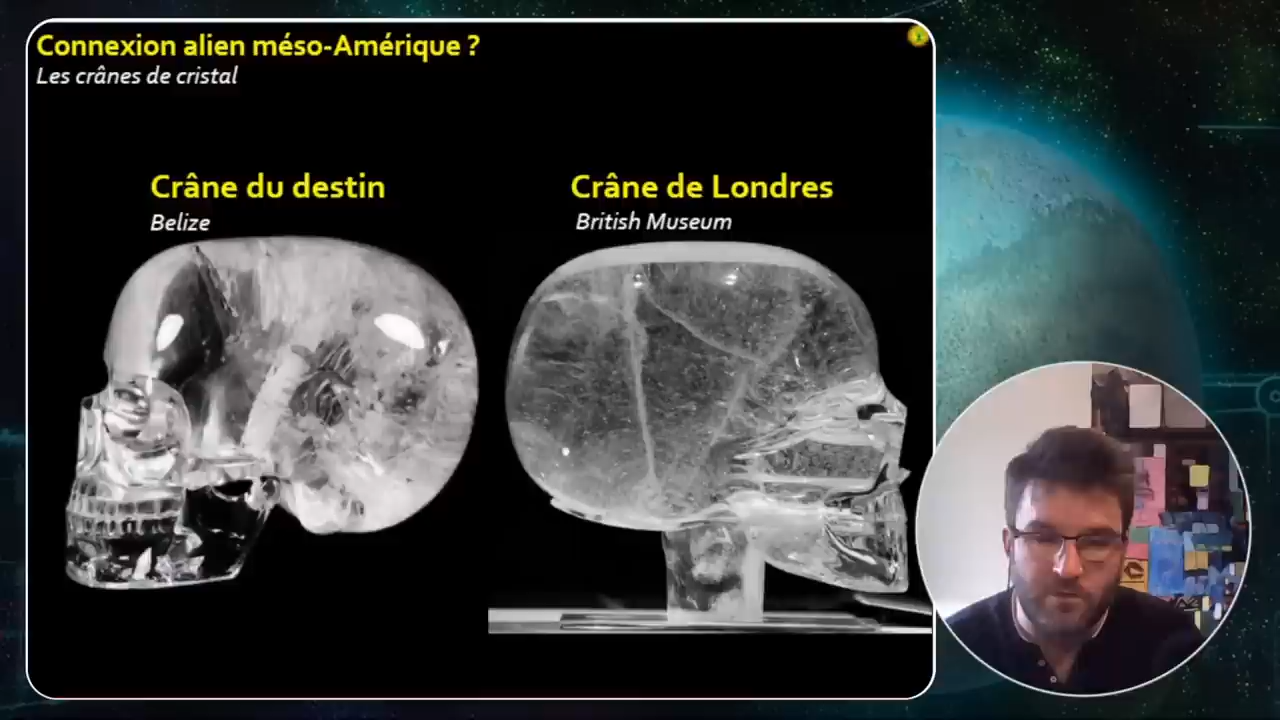 Connexion alien méso-Amérique ?
Les crânes de cristal
Crâne du destin
Belize
Crâne de Londres
British Museum